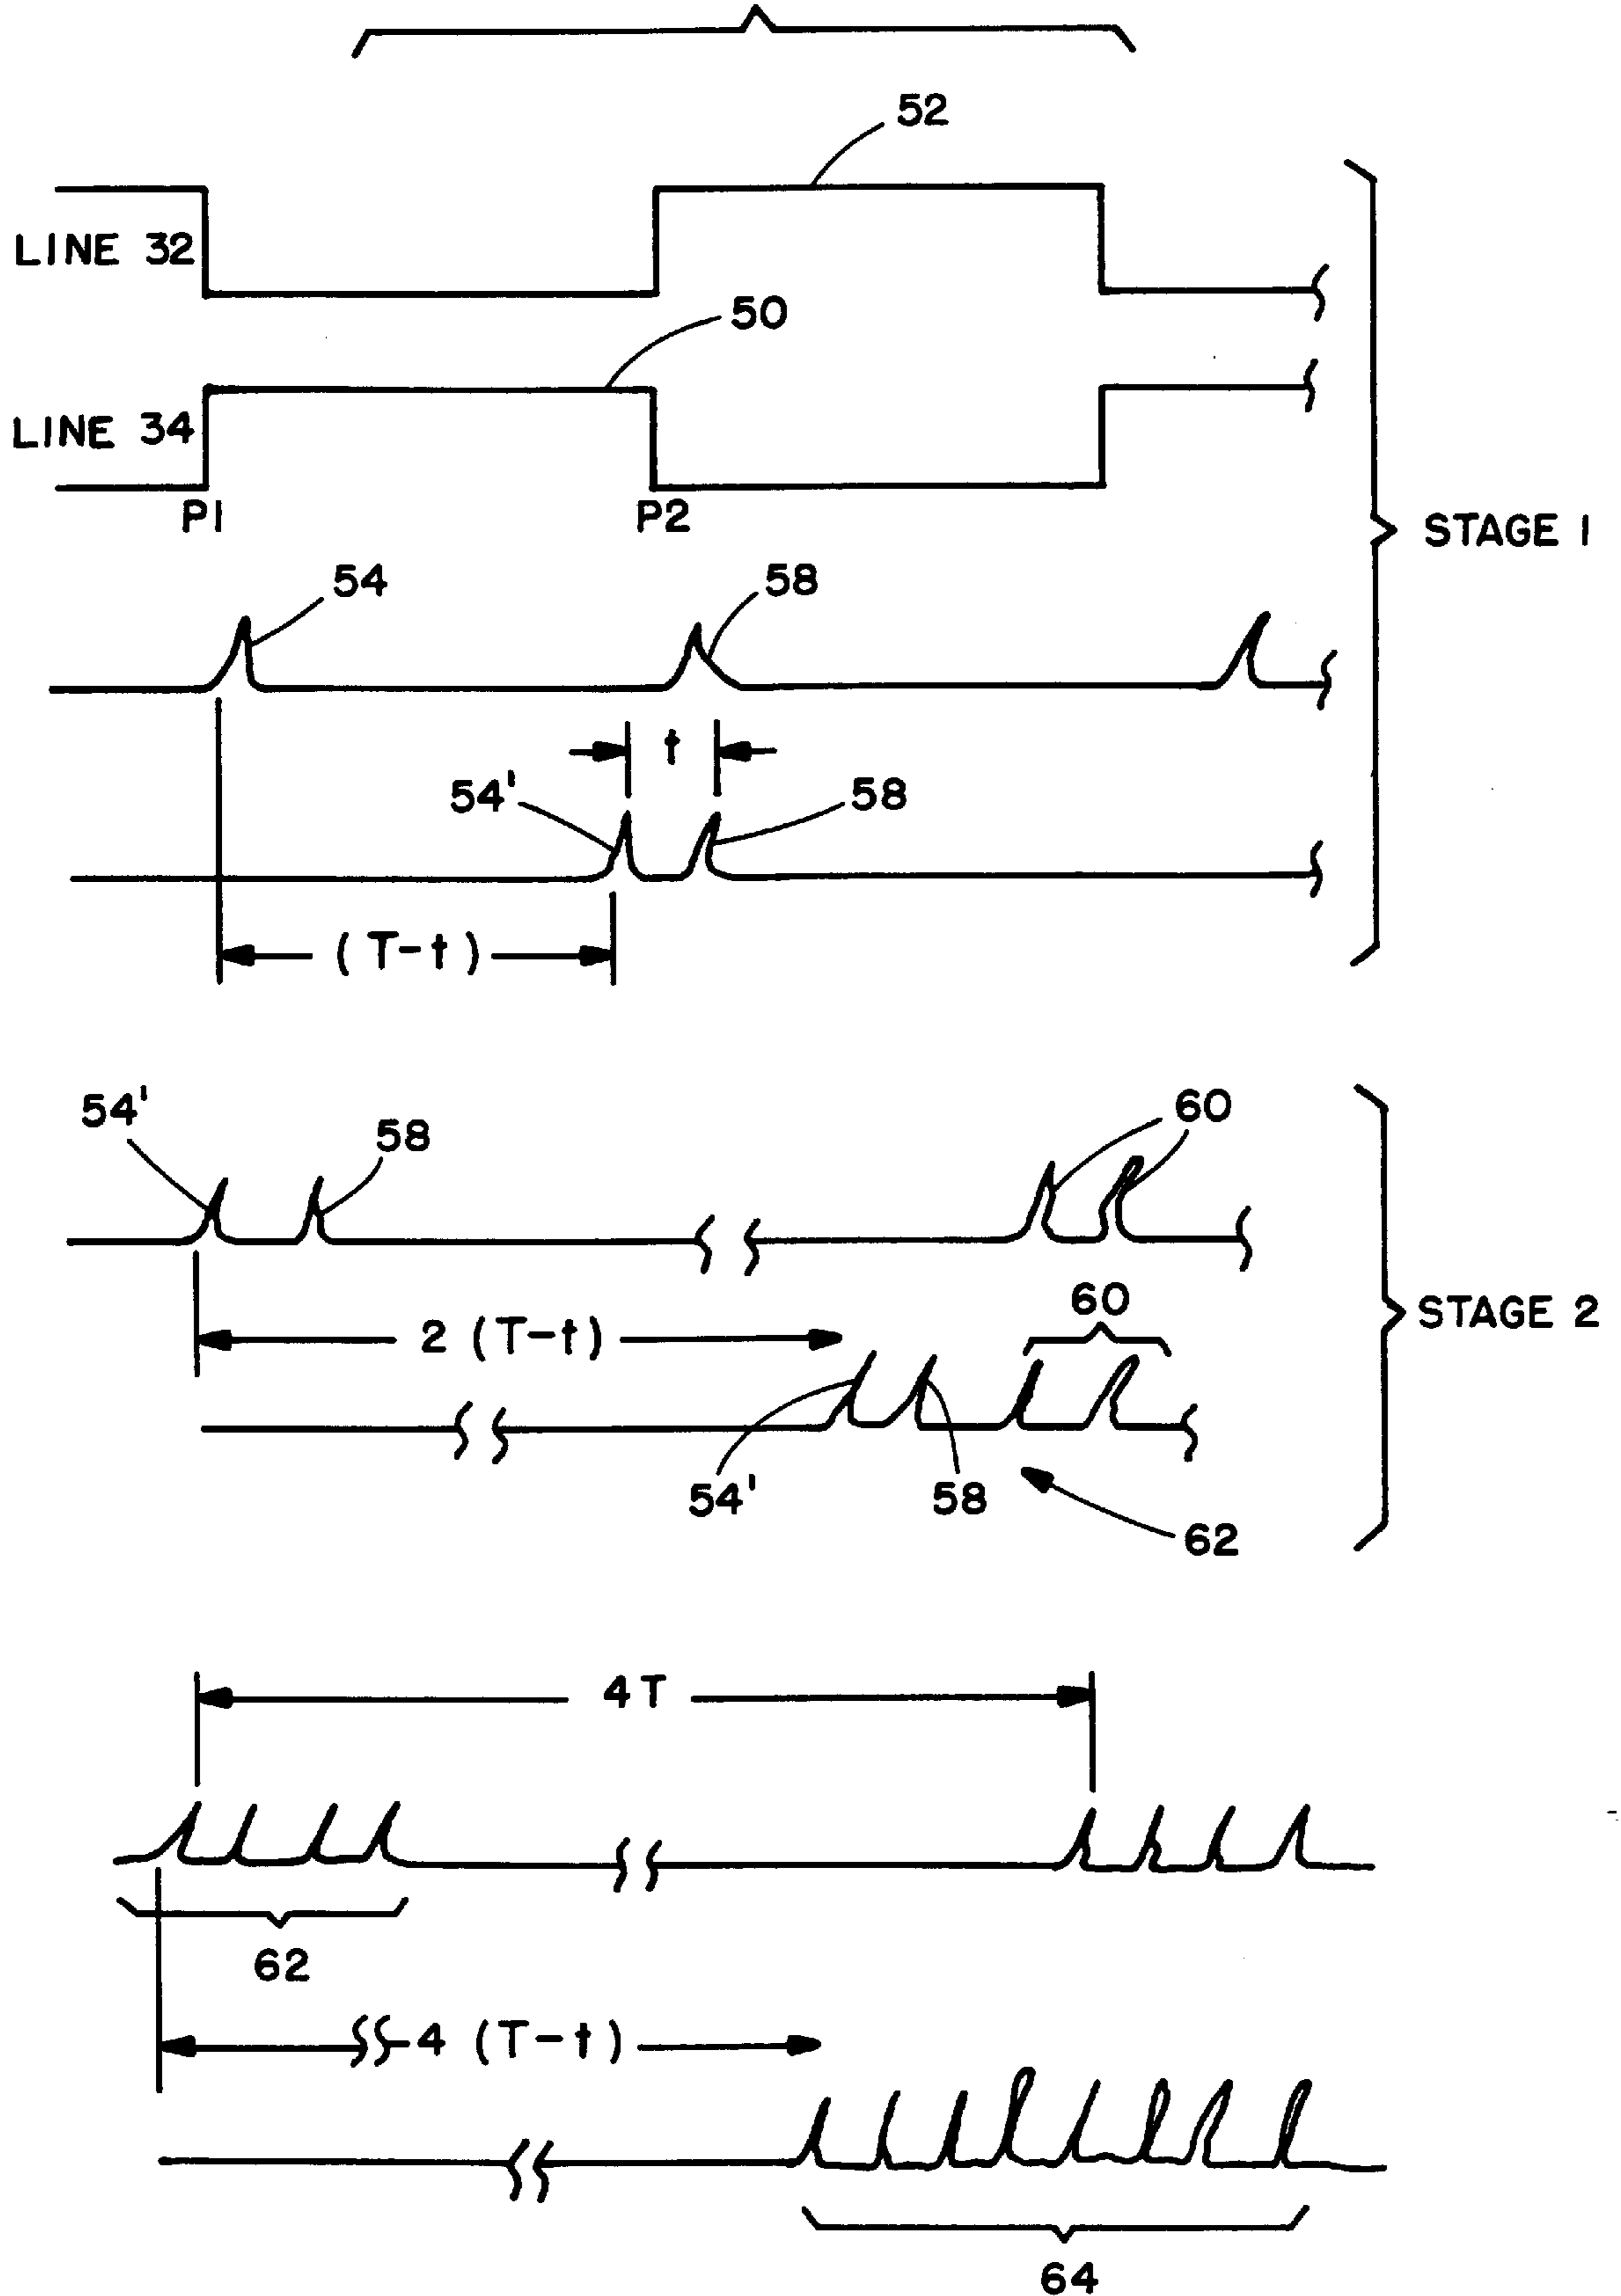 52
LINE 32
50
LINE 34
P1
P2
STAGE 1
54
58
t
54'
58
(T-t)
54'
58
60
60
2 (T-t)
STAGE 2
54'
58
62
4T
62
4 (T-t)
64